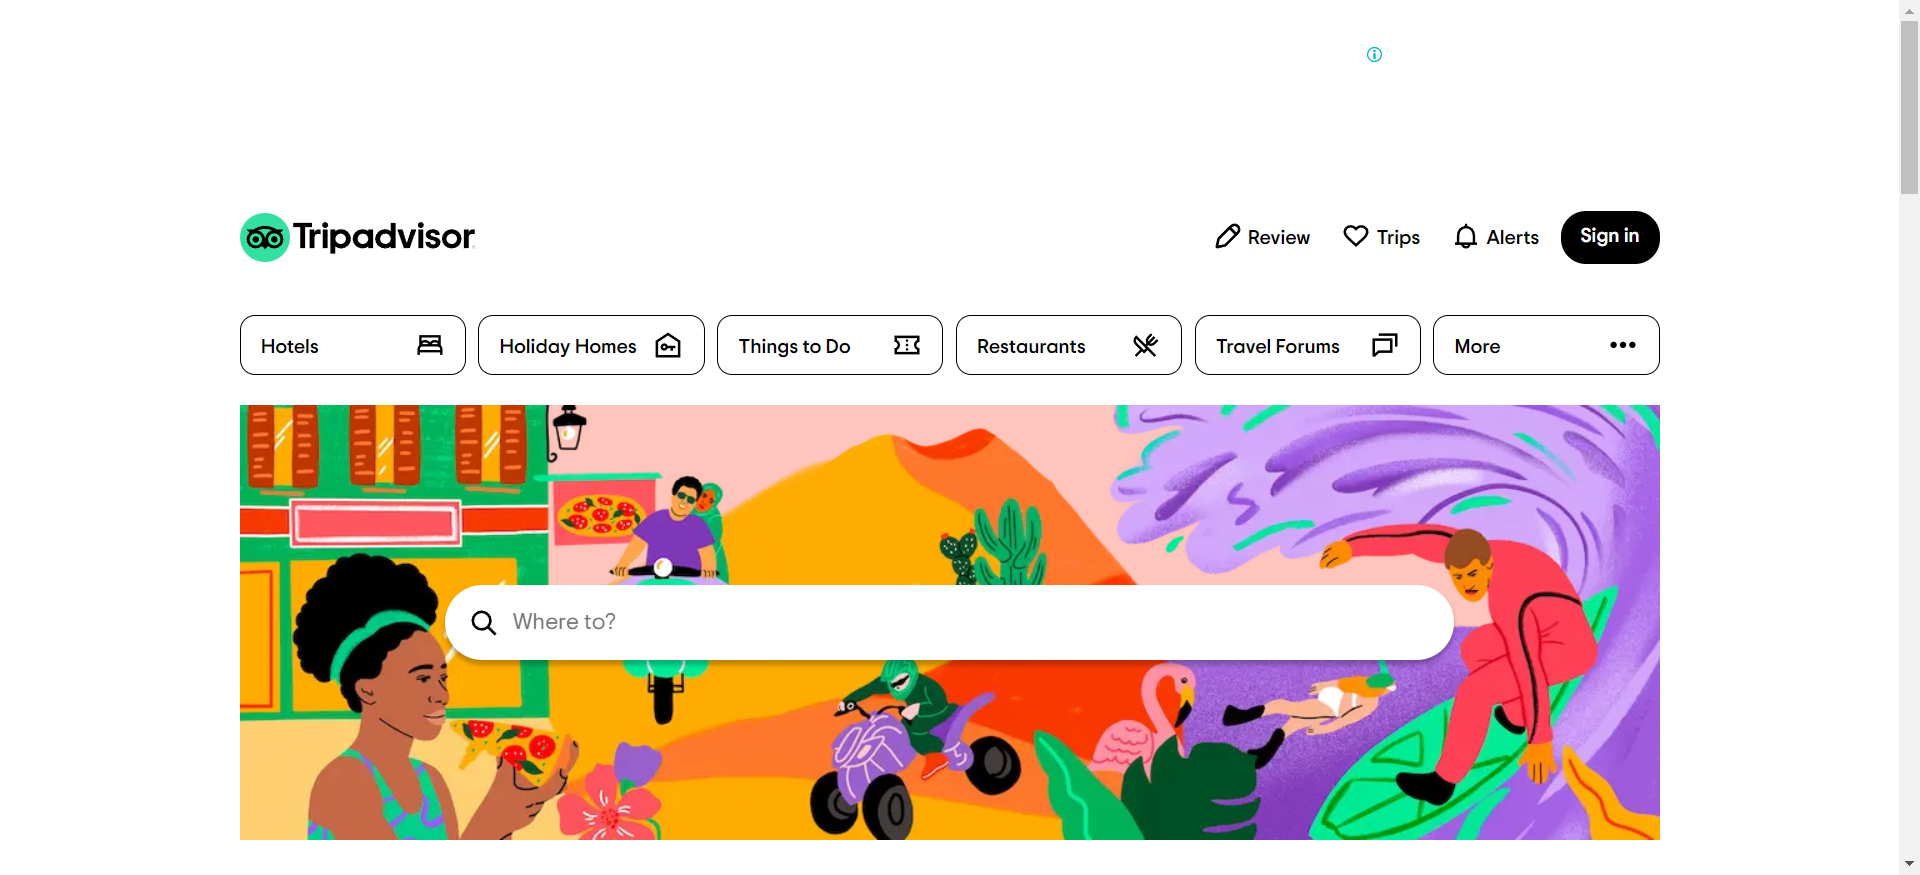 Tripadvisor
Review
Trips
Alerts
Sign in
Hotels
Holiday Homes
Things to Do
Restaurants
Travel Forums
More
Where to?